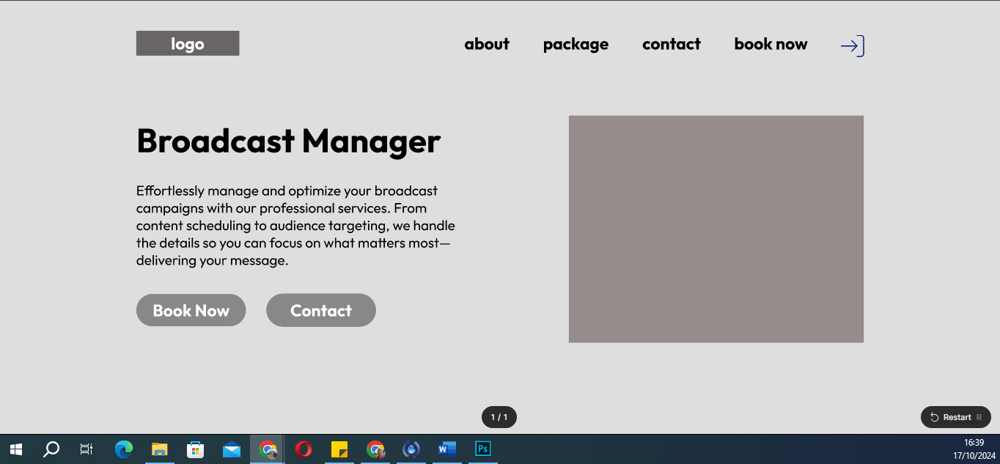 logo
about package contact book now
Broadcast Manager
Effortlessly manage and optimize your broadcast
campaigns with our professional services. From
content scheduling to audience targeting, we handle
the details so you can focus on what matters most—
delivering your message.
Book Now Contact
1 / 1
Restart R
W
Ps
16:39
17/10/2024